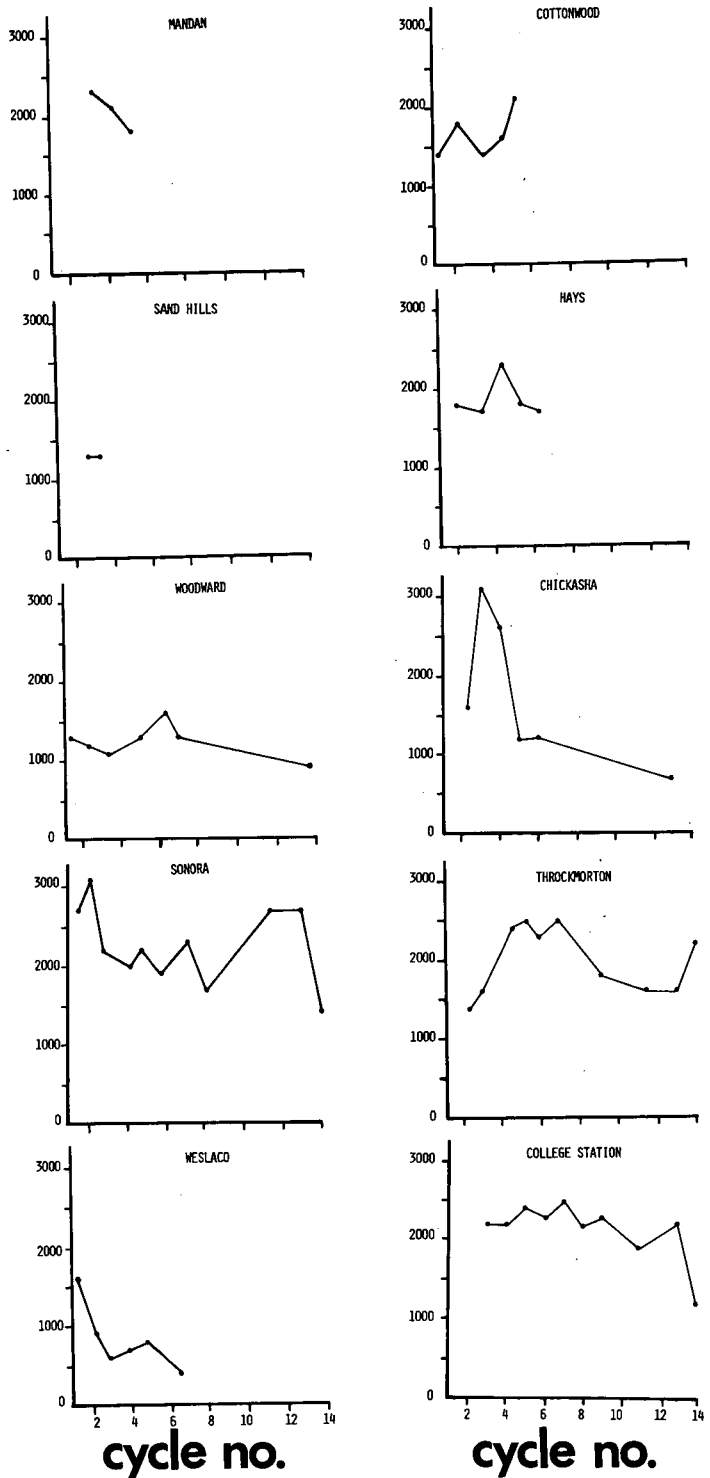 MANDAN
3000
2000
1000
0
COTTONWOOD
3000
2000
1000
0
SAND HILLS
3000
2000
1000
0
HAYS
3000
2000
1000
0
WOODWARD
3000
2000
1000
0
CHICKASHA
3000
2000
1000
0
SONORA
3000
2000
1000
0
THROCKMORTON
3000
2000
1000
0
WESLACO
3000
2000
1000
0
2 4 6 8 10 12 14
cycle no.
COLLEGE STATION
3000
2000
1000
0
2 4 6 8 10 12 14
cycle no.